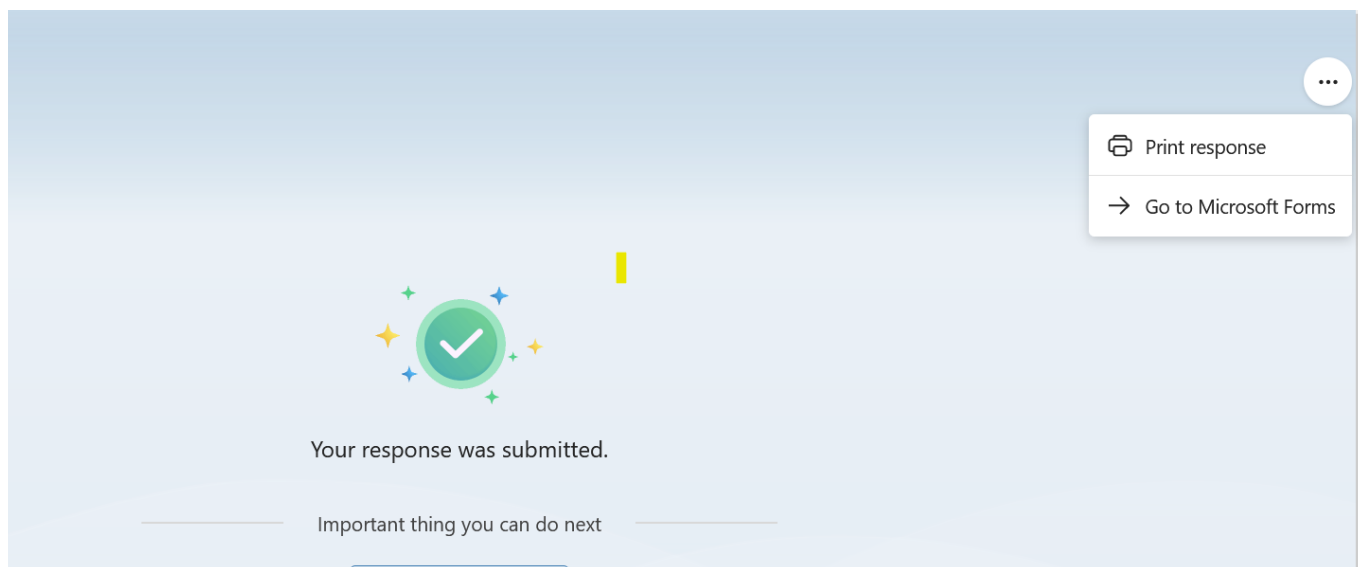 Print response
Go to Microsoft Forms
Your response was submitted.
Important thing you can do next